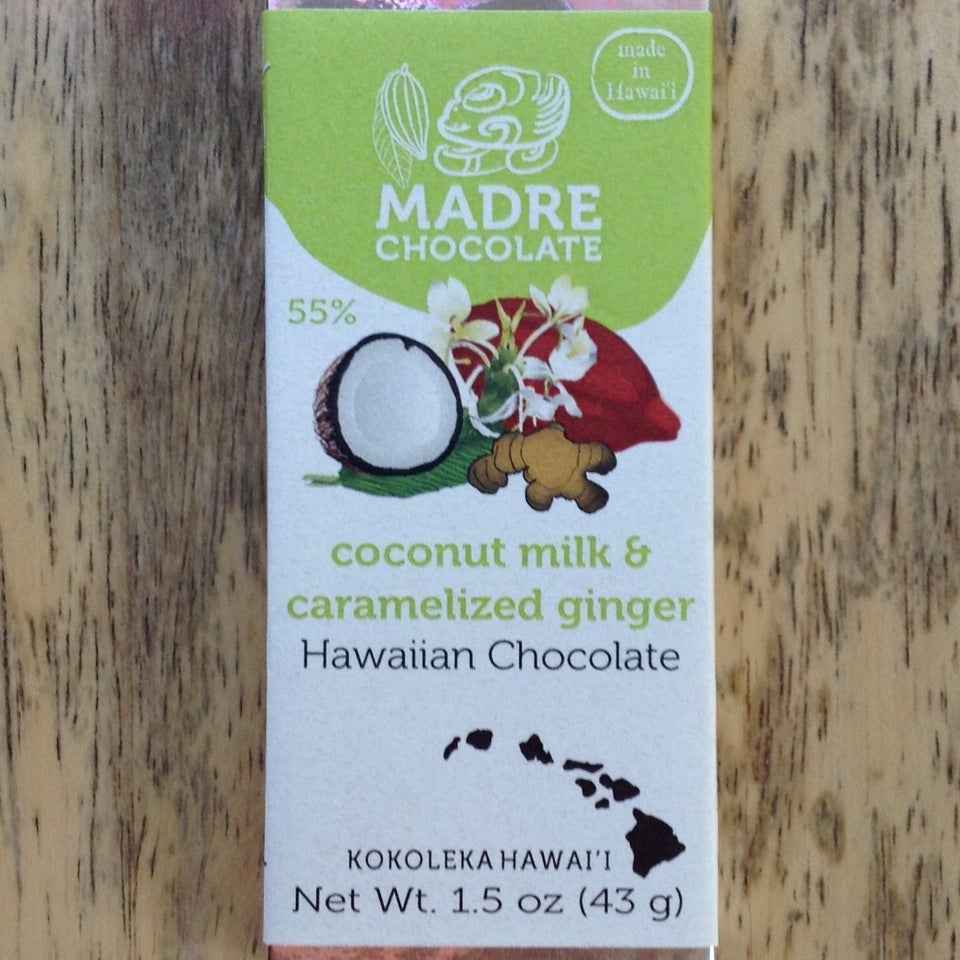 made
in
Hawai'i
MADRE
CHOCOLATE
55%
coconut milk &
caramelized ginger
Hawaiian Chocolate
KOKOLEKA HAWAI'I
Net Wt. 1.5 oz (43 g)